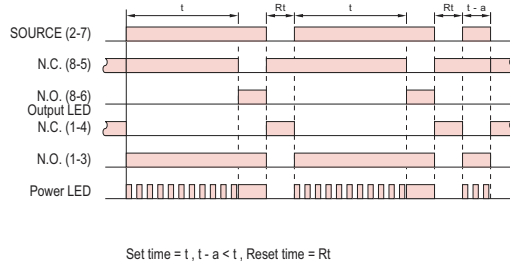 t Rt t Rt t - a
SOURCE (2-7)
N.C. (8-5)
N.O. (8-6)
Output LED
N.C. (1-4)
N.O. (1-3)
Power LED
Set time = t , t - a < t , Reset time = Rt